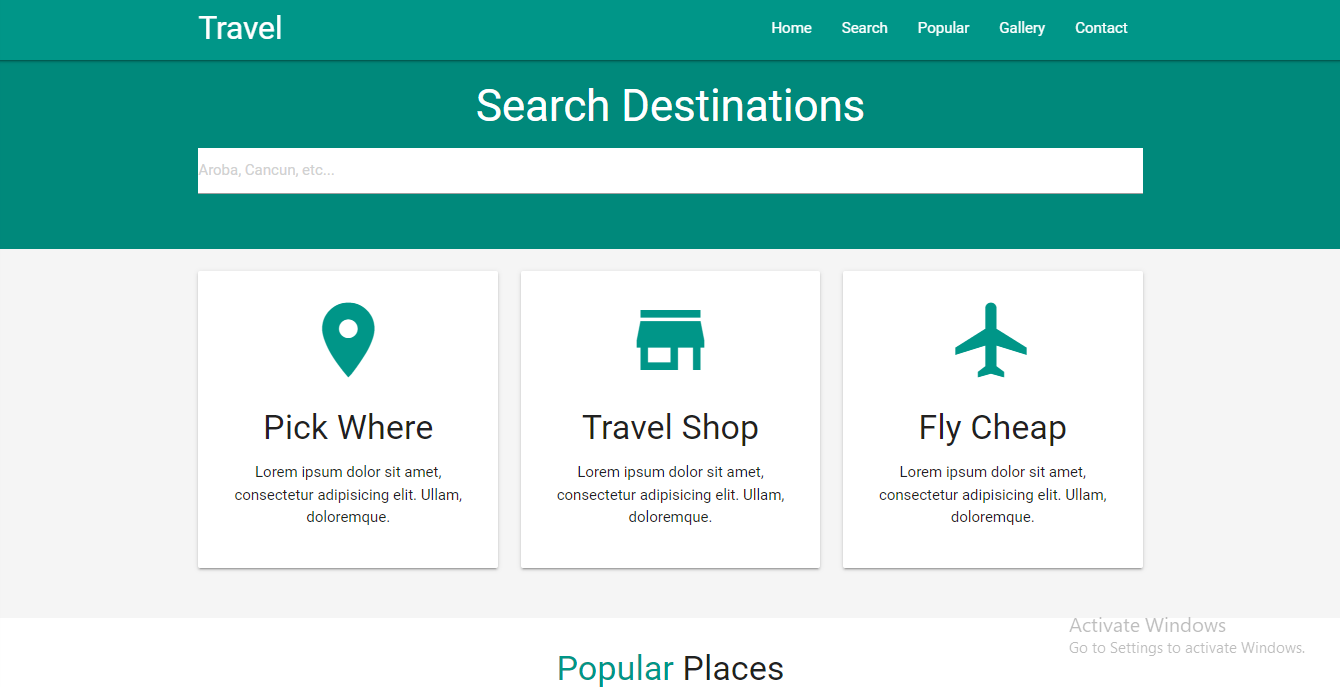 Travel
Home Search Popular Gallery Contact
Search Destinations
Aroba, Cancun, etc...
Pick Where
Lorem ipsum dolor sit amet,
consectetur adipisicing elit. Ullam,
doloremque.
Travel Shop
Lorem ipsum dolor sit amet,
consectetur adipisicing elit. Ullam,
doloremque.
Fly Cheap
Lorem ipsum dolor sit amet,
consectetur adipisicing elit. Ullam,
doloremque.
Activate Windows
Go to Settings to activate Windows.
Popular Places